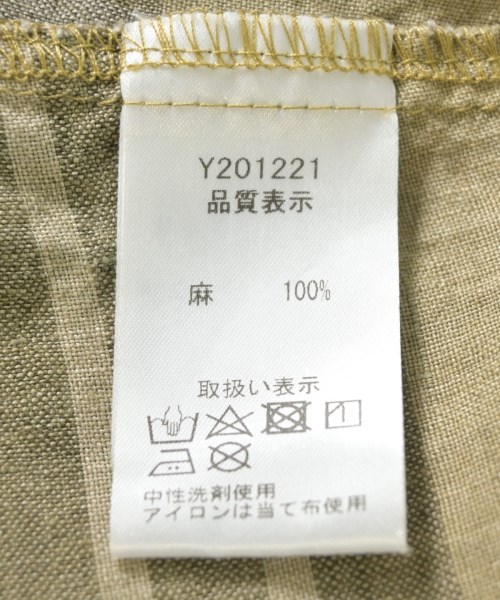 Y201221
品質表示
麻 100%
取扱い表示
中性洗剤使用
アイロンは当て布使用